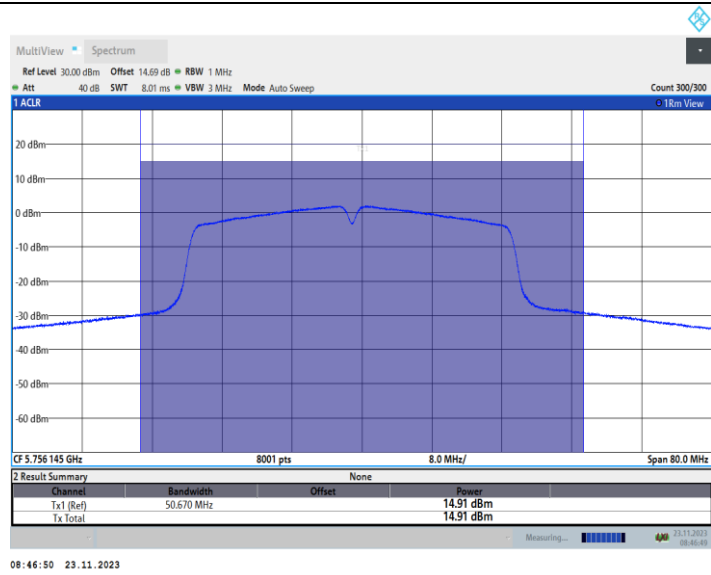 MultiView Spectrum
Ref Level 30.00 dBm Offset 14.69 dB RBW 1 MHz
Att 40 dB SWT 8.01 ms VBW 3 MHz Mode Auto Sweep Count 300/300
1 ACLR 1Rm View
20 dBm
10 dBm
0 dBm
-10 dBm
-20 dBm
-30 dBm
-40 dBm
-50 dBm
-60 dBm
CF 5.756 145 GHz 8001 pts 8.0 MHz/ Span 80.0 MHz
2 Result Summary None
Channel Bandwidth Offset Power
Tx1 (Ref) 50.670 MHz 14.91 dBm
Tx Total 14.91 dBm
Measuring... 23.11.2023
08:46:49
08:46:50 23.11.2023